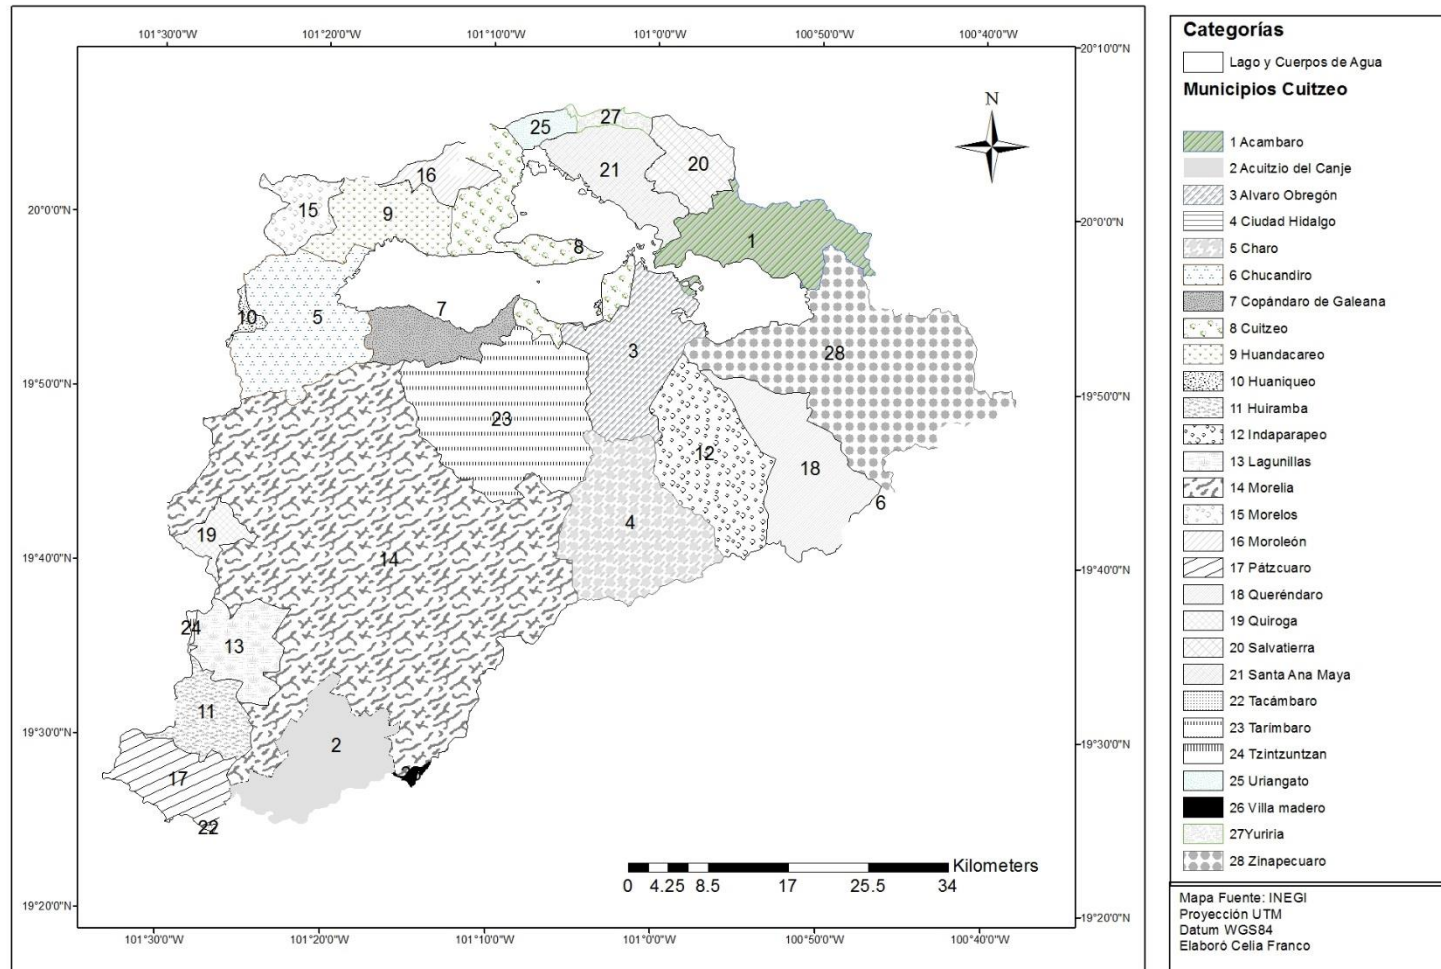 101°30'0"W 101°20'0"W 101°10'0"W 101°0'0"W 100°50'0"W 100°40'0"W
20°10'0"N
N
27
25
20
21
16
15
9
20°0'0"N
20°0'0"N
1
8
7
10
5
3
28
19°50'0"N
19°50'0"N
23
12
18
6
4
19
14
19°40'0"N
19°40'0"N
24
13
11
2
19°30'0"N
19°30'0"N
17
22
Kilometers
0 4.25 8.5 17 25.5 34
19°20'0"N
19°20'0"N
101°30'0"W 101°20'0"W 101°10'0"W 101°0'0"W 100°50'0"W 100°40'0"W
Categorías
Lago y Cuerpos de Agua
Municipios Cuitzeo
1 Acambaro
2 Acuitzio del Canje
3 Alvaro Obregón
4 Ciudad Hidalgo
5 Charo
6 Chucandiro
7 Copándaro de Galeana
8 Cuitzeo
9 Huandacareo
10 Huaniqueo
11 Huiramba
12 Indaparapeo
13 Lagunillas
14 Morelia
15 Morelos
16 Moroleón
17 Pátzcuaro
18 Queréndaro
19 Quiroga
20 Salvatierra
21 Santa Ana Maya
22 Tacámbaro
23 Tarímbaro
24 Tzintzuntzan
25 Uriangato
26 Villa madero
27Yuriria
28 Zinapecuaro
Mapa Fuente: INEGI
Proyección UTM
Datum WGS84
Elaboró Celia Franco